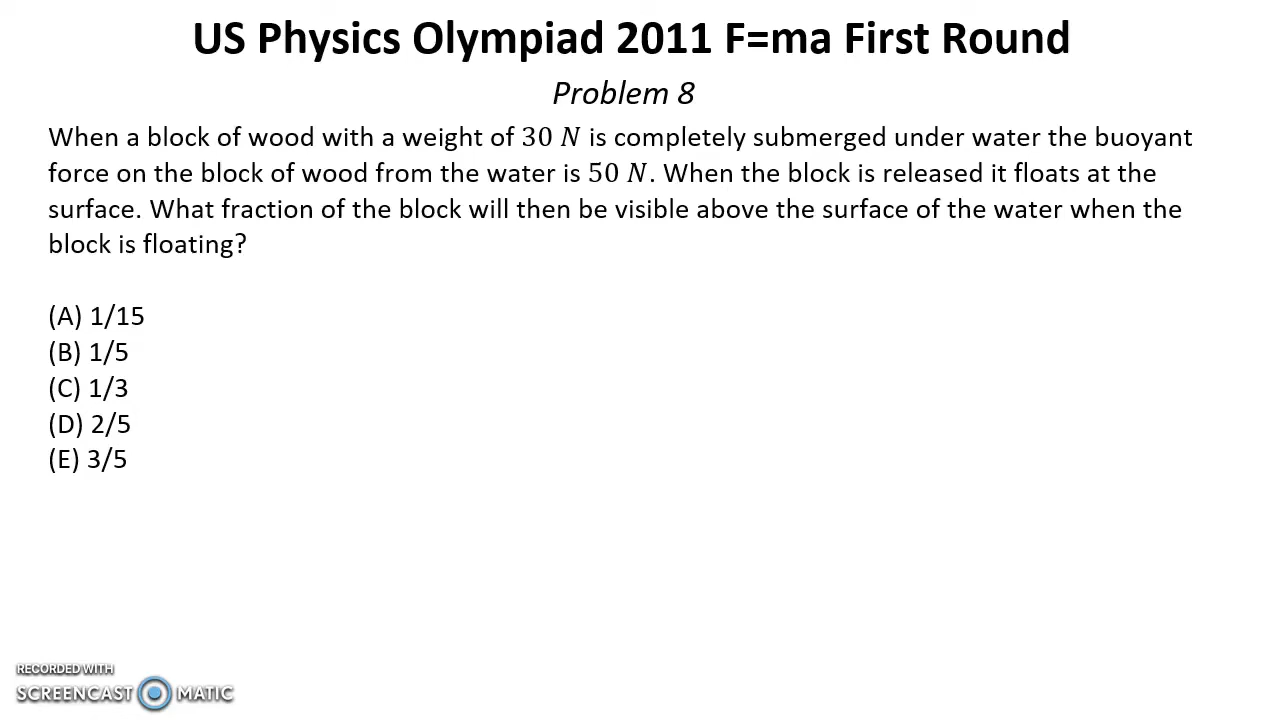 US Physics Olympiad 2011 F=ma First Round
Problem 8
When a block of wood with a weight of 30 N is completely submerged under water the buoyant
force on the block of wood from the water is 50 N. When the block is released it floats at the
surface. What fraction of the block will then be visible above the surface of the water when the
block is floating?
(A) 1/15
(B) 1/5
(C) 1/3
(D) 2/5
(E) 3/5
RECORDED WITH
SCREENCAST MATIC